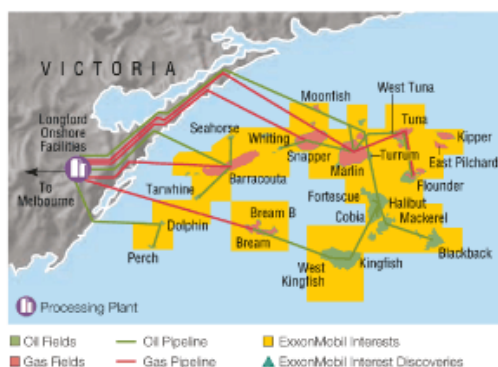 VICTORIA
Longford
Onshore
Facilities
To
Melbourne
Seahorse
Whiting
Moonfish
West Tuna
Tuna
Kipper
Snapper
Marlin
Turrum
East Pilchard
Flounder
Tarwhine
Barracouta
Fortescue
Halibut
Cobia
Mackerel
Dolphin
Bream B
Bream
Blackback
Perch
West
Kingfish
Kingfish
Processing Plant
Oil Fields
Oil Pipeline
ExxonMobil Interests
Gas Fields
Gas Pipeline
ExxonMobil Interest Discoveries